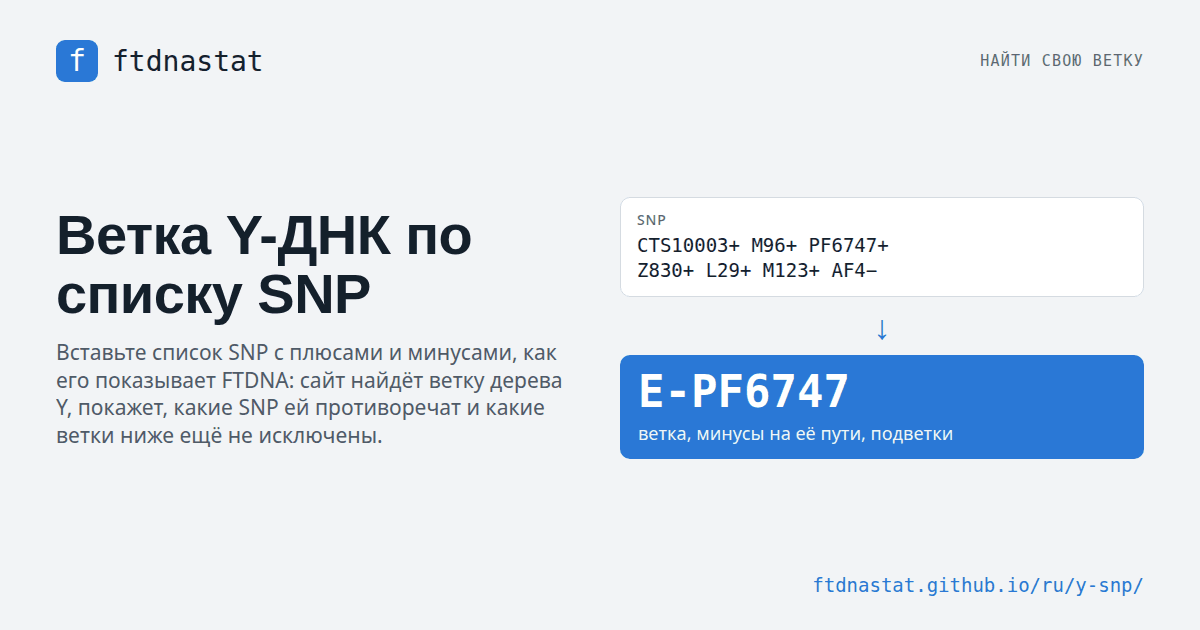 f ftdnastat
НАЙТИ СВОЮ ВЕТКУ
Ветка Y-ДНК по
списку SNP
Вставьте список SNP с плюсами и минусами, как
его показывает FTDNA: сайт найдёт ветку дерева
Y, покажет, какие SNP ей противоречат и какие
ветки ниже ещё не исключены.
SNP
CTS10003+ M96+ PF6747+
Z830+ L29+ M123+ AF4−
↓
E-PF6747
ветка, минусы на её пути, подветки
ftdnastat.github.io/ru/y-snp/